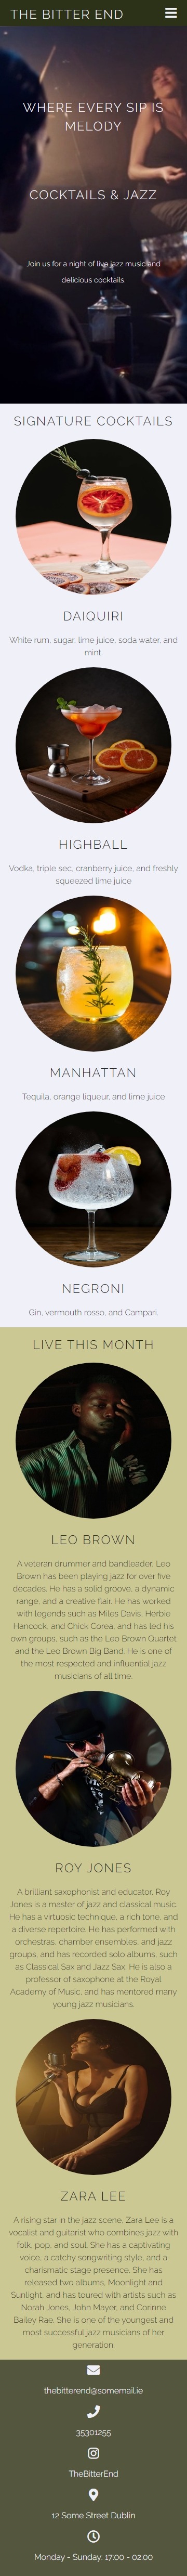 THE BITTER END
WHERE EVERY SIP IS
MELODY
COCKTAILS & JAZZ
Join us for a night of live jazz music and
delicious cocktails.
SIGNATURE COCKTAILS
DAIQUIRI
White rum, sugar, lime juice, soda water, and
mint.
HIGHBALL
Vodka, triple sec, cranberry juice, and freshly
squeezed lime juice
MANHATTAN
Tequila, orange liqueur, and lime juice
NEGRONI
Gin, vermouth rosso, and Campari.
LIVE THIS MONTH
LEO BROWN
A veteran drummer and bandleader, Leo
Brown has been playing jazz for over five
decades. He has a solid groove, a dynamic
range, and a creative flair. He has worked
with legends such as Miles Davis, Herbie
Hancock, and Chick Corea, and has led his
own groups, such as the Leo Brown Quartet
and the Leo Brown Big Band. He is one of
the most respected and influential jazz
musicians of all time.
ROY JONES
A brilliant saxophonist and educator, Roy
Jones is a master of jazz and classical music.
He has a virtuosic technique, a rich tone, and
a diverse repertoire. He has performed with
orchestras, chamber ensembles, and jazz
groups, and has recorded solo albums, such
as Classical Sax and Jazz Sax. He is also a
professor of saxophone at the Royal
Academy of Music, and has mentored many
young jazz musicians.
ZARA LEE
A rising star in the jazz scene, Zara Lee is a
vocalist and guitarist who combines jazz with
folk, pop, and soul. She has a captivating
voice, a catchy songwriting style, and a
charismatic stage presence. She has
released two albums, Moonlight and
Sunlight, and has toured with artists such as
Norah Jones, John Mayer, and Corinne
Bailey Rae. She is one of the youngest and
most successful jazz musicians of her
generation.
thebitterend@somemail.ie
35301255
TheBitterEnd
12 Some Street Dublin
Monday - Sunday: 17:00 - 02:00